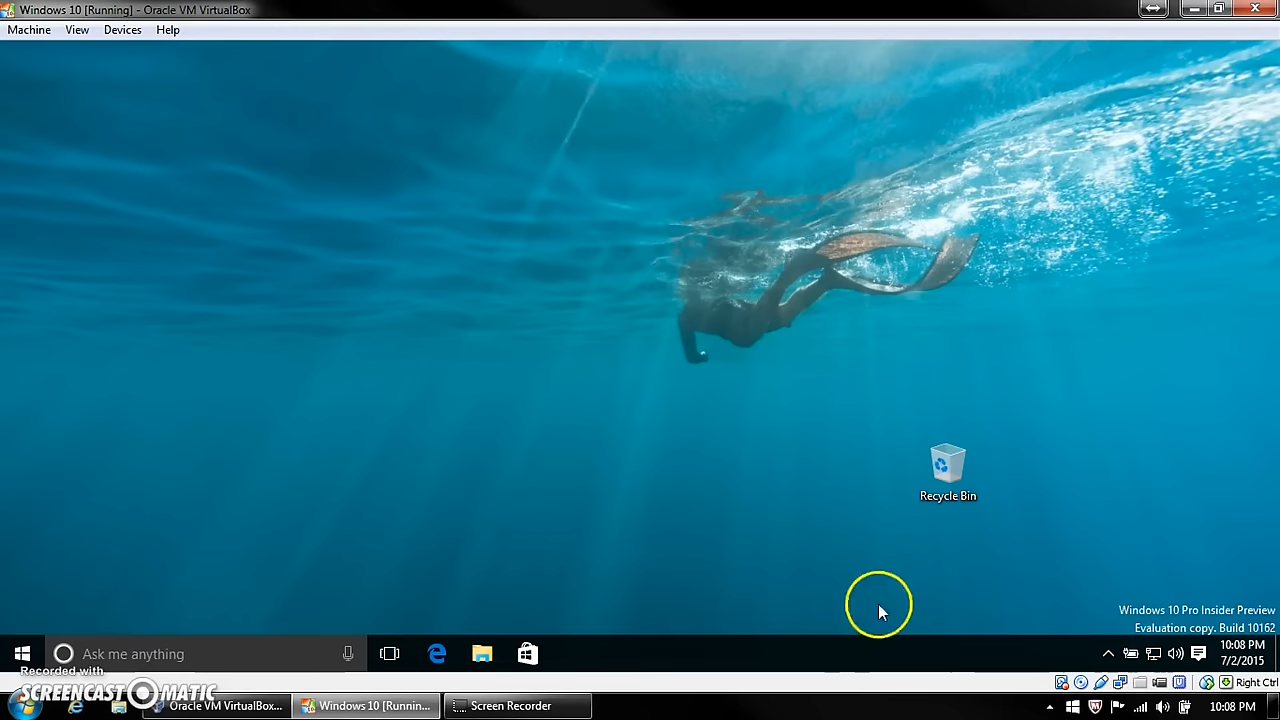 Windows 10 [Running] - Oracle VM VirtualBox
Machine View Devices Help
Recycle Bin
Windows 10 Pro Insider Preview
Evaluation copy. Build 10162
Ask me anything
10:08 PM
7/2/2015
Recorded with
SCREENCAST-O-MATIC
Right Ctrl
Oracle VM VirtualBo...
Windows 10 [Runnin...
Screen Recorder
10:08 PM